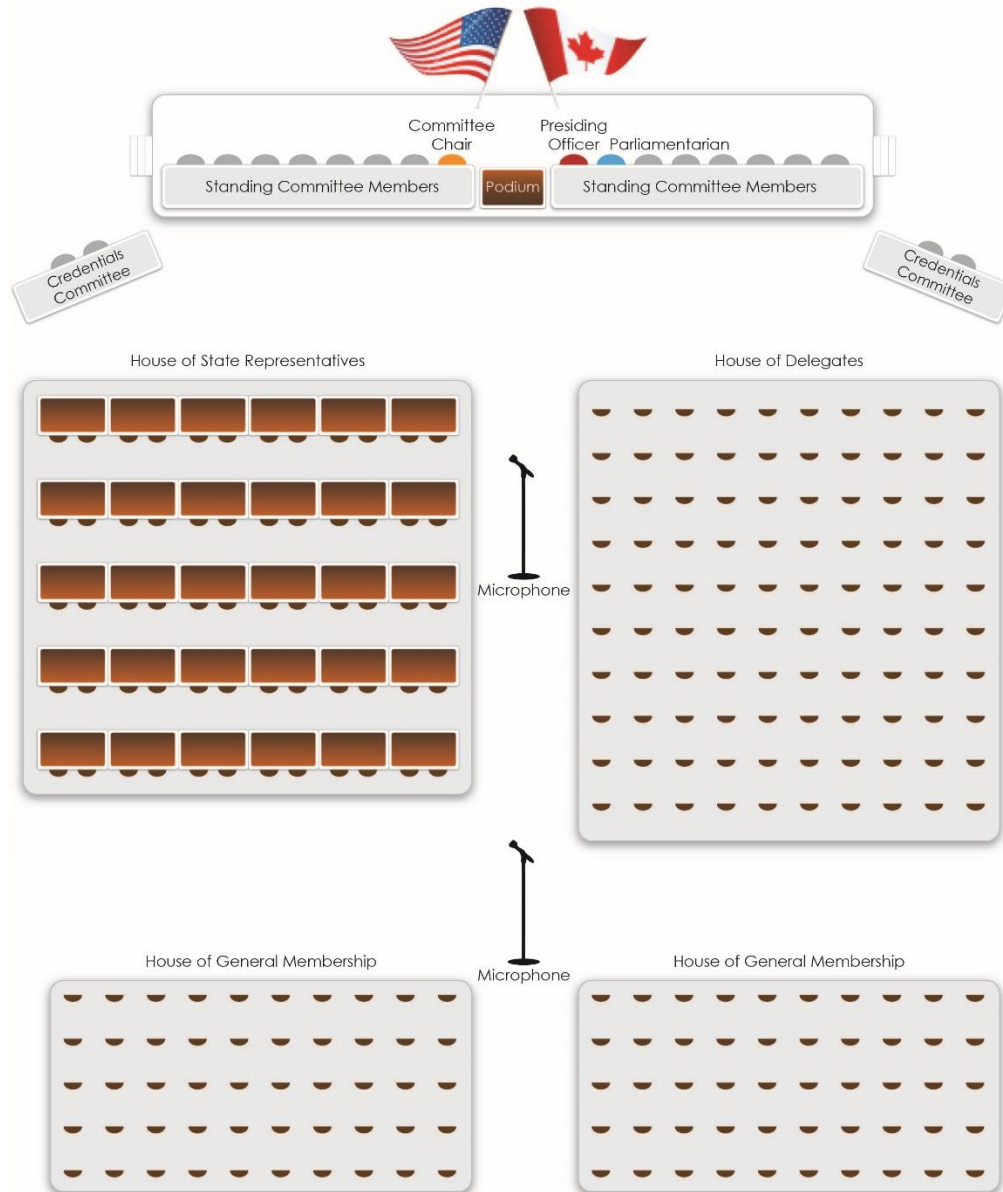 Committee
Chair
Presiding
Officer
Parliamentarian
Standing Committee Members
Podium
Standing Committee Members
Credentials
Committee
Credentials
Committee
House of State Representatives
House of Delegates
Microphone
House of General Membership
Microphone
House of General Membership